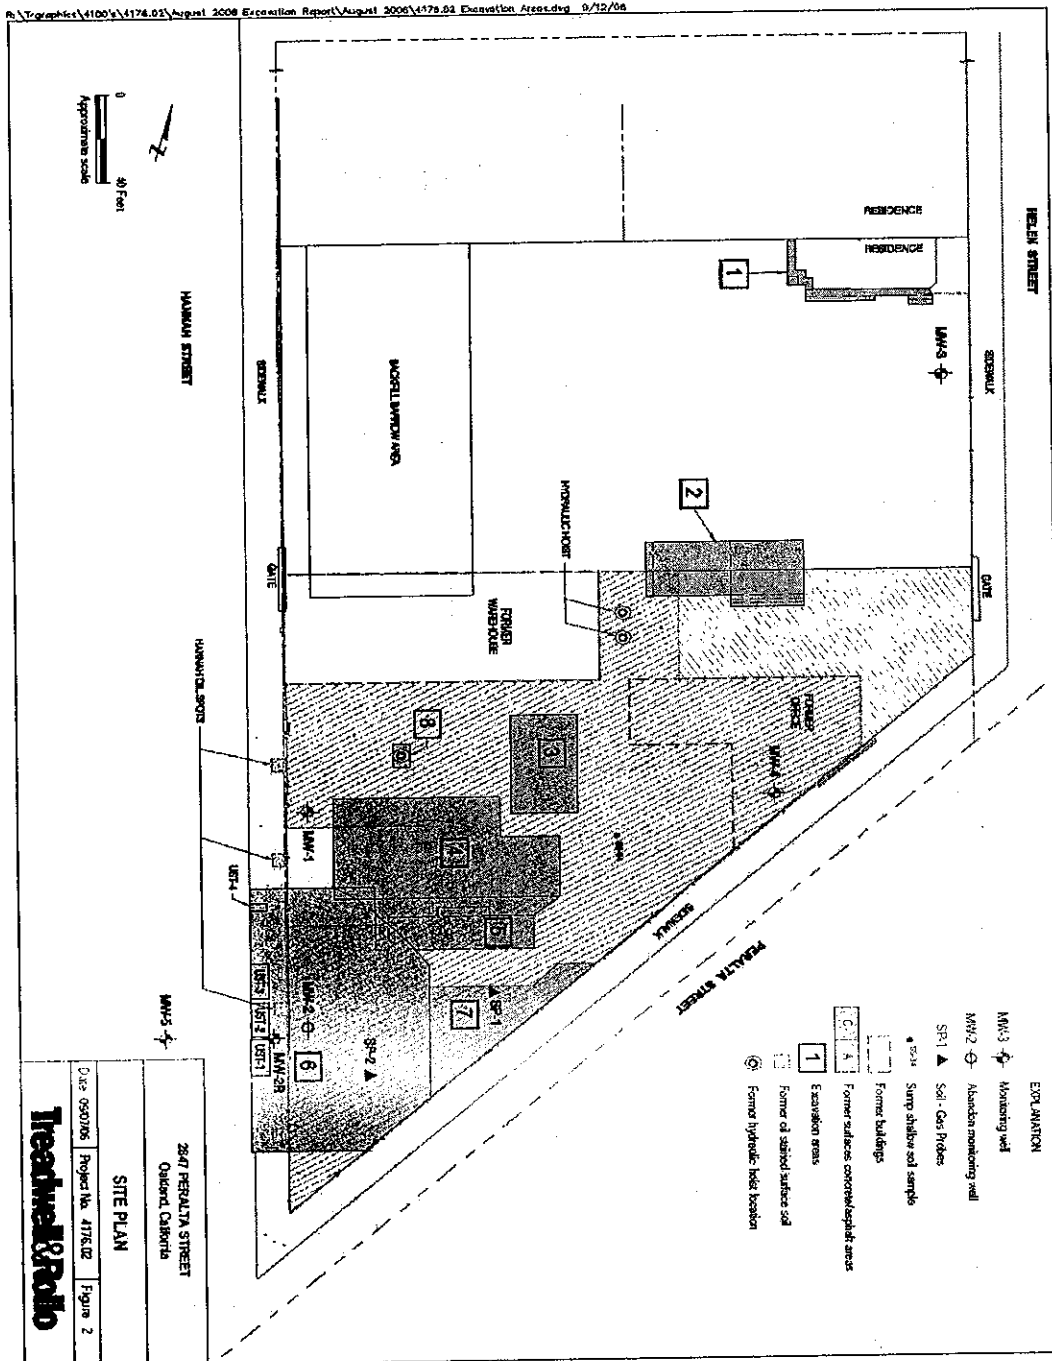 R:\Tgraphics\4100's\4176.02\August 2006 Excavation Report\August 2006\4176.02 Excavation Areas.dwg 9/12/06
HELEN STREET
SIDEWALK
GATE
RESIDENCE
RESIDENCE
1
MW-3
2
HYDRAULIC HOIST
BACKFILL BARROW AREA
FORMER
WAREHOUSE
FORMER
OFFICE
MW-4
3
8
4
5
7
6
SP-1
SP-2
MW-1
MW-2
MW-2R
MW-5
UST-4
UST-3
UST-2
UST-1
HANNAH OIL SPOTS
GATE
SIDEWALK
HANNAH STREET
SIDEWALK
PERALTA STREET
0
40 Feet
Approximate scale
EXPLANATION
MW-3 Monitoring well
MW-2 Abandon monitoring well
SP-1 Soil - Gas Probes
Sump shallow soil sample
Former buildings
C A Former surfaces concrete/asphalt areas
1 Excavation areas
Former oil stained surface soil
Former hydraulic hoist location
2847 PERALTA STREET
Oakland, California
SITE PLAN
Date 09/07/06 Project No. 4176.02 Figure 2
Treadwell&Rollo